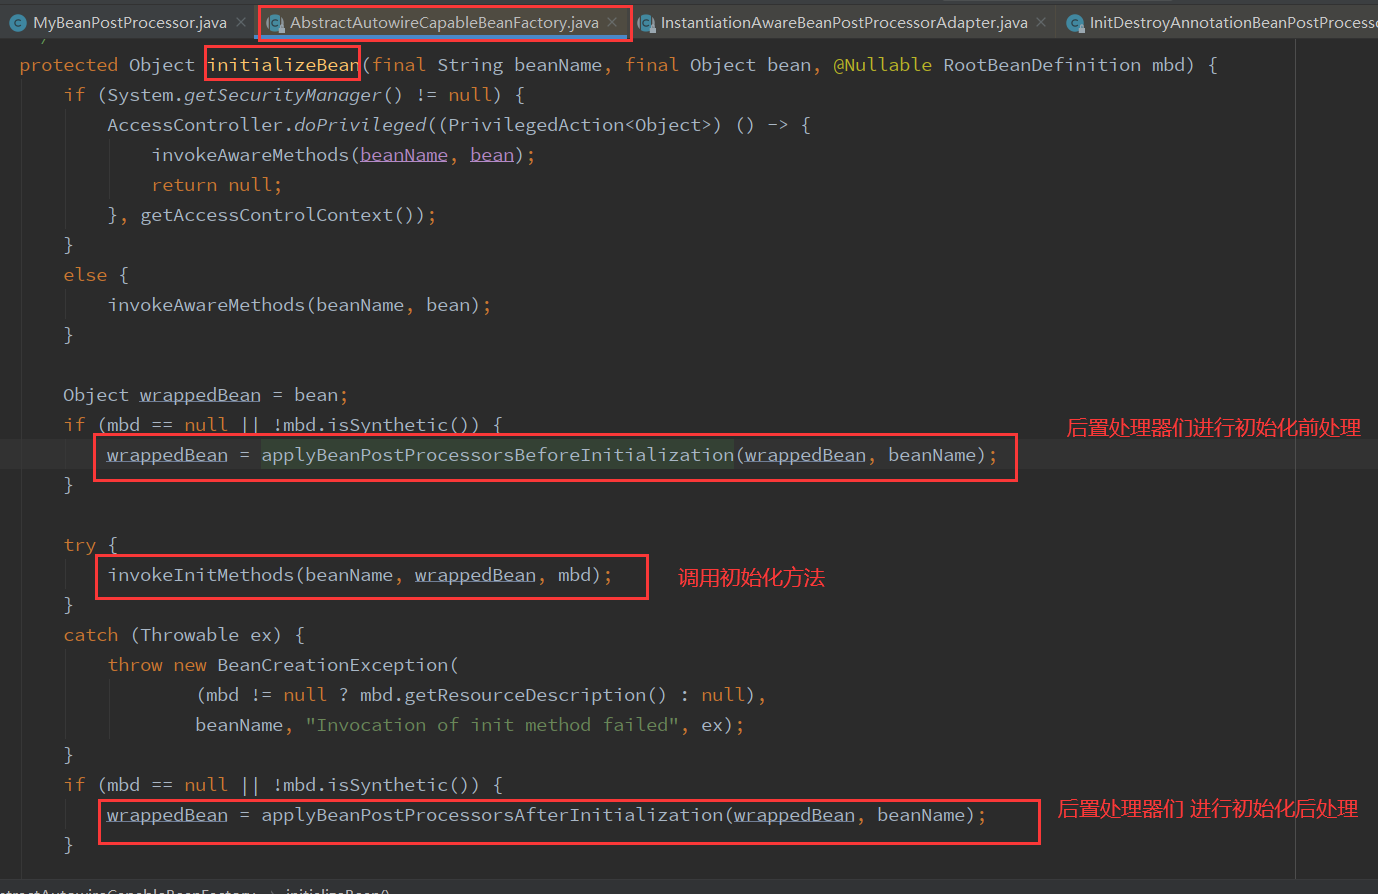 MyBeanPostProcessor.java × AbstractAutowireCapableBeanFactory.java × InstantiationAwareBeanPostProcessorAdapter.java × InitDestroyAnnotationBeanPostProcess
protected Object initializeBean(final String beanName, final Object bean, @Nullable RootBeanDefinition mbd) {
if (System.getSecurityManager() != null) {
AccessController.doPrivileged((PrivilegedAction<Object>) () -> {
invokeAwareMethods(beanName, bean);
return null;
}, getAccessControlContext());
}
else {
invokeAwareMethods(beanName, bean);
}
Object wrappedBean = bean;
if (mbd == null || !mbd.isSynthetic()) {
后置处理器们进行初始化前处理
wrappedBean = applyBeanPostProcessorsBeforeInitialization(wrappedBean, beanName);
}
try {
invokeInitMethods(beanName, wrappedBean, mbd);
调用初始化方法
}
catch (Throwable ex) {
throw new BeanCreationException(
(mbd != null ? mbd.getResourceDescription() : null),
beanName, "Invocation of init method failed", ex);
}
if (mbd == null || !mbd.isSynthetic()) {
wrappedBean = applyBeanPostProcessorsAfterInitialization(wrappedBean, beanName);
后置处理器们 进行初始化后处理
}